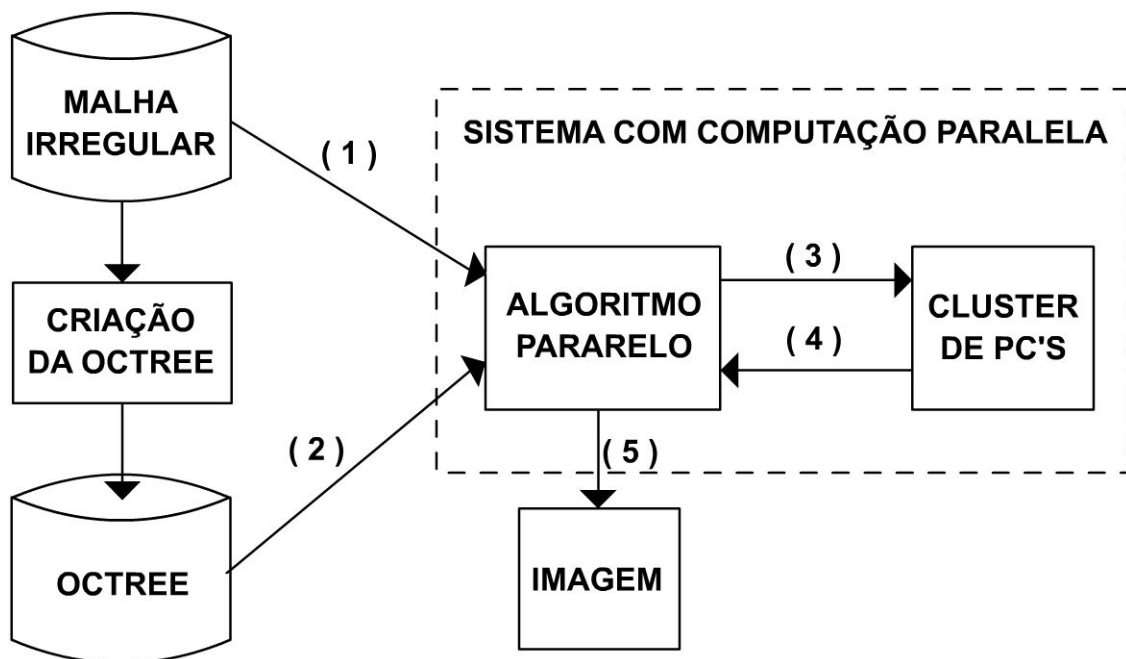 MALHA
IRREGULAR
( 1 )
SISTEMA COM COMPUTAÇÃO PARALELA
CRIAÇÃO
DA OCTREE
ALGORITMO
PARARELO
( 3 )
( 4 )
CLUSTER
DE PC'S
( 2 )
( 5 )
OCTREE
IMAGEM